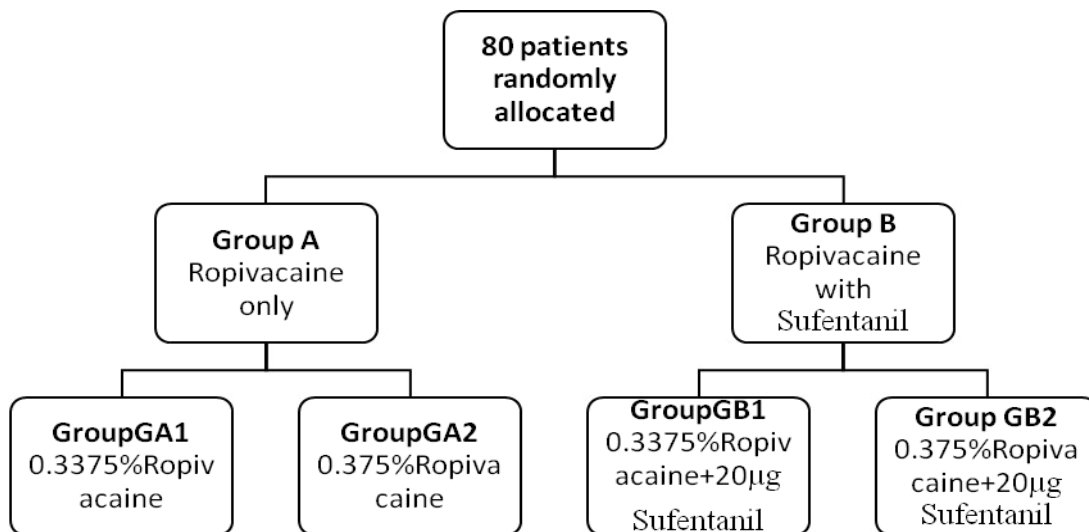 80 patients
randomly
allocated
Group A
Ropivacaine
only
Group B
Ropivacaine
with
Sufentanil
GroupGA1
0.3375%Ropiv
acaine
GroupGA2
0.375%Ropiva
caine
GroupGB1
0.3375%Ropiv
acaine+20μg
Sufentanil
Group GB2
0.375%Ropiva
caine+20μg
Sufentanil